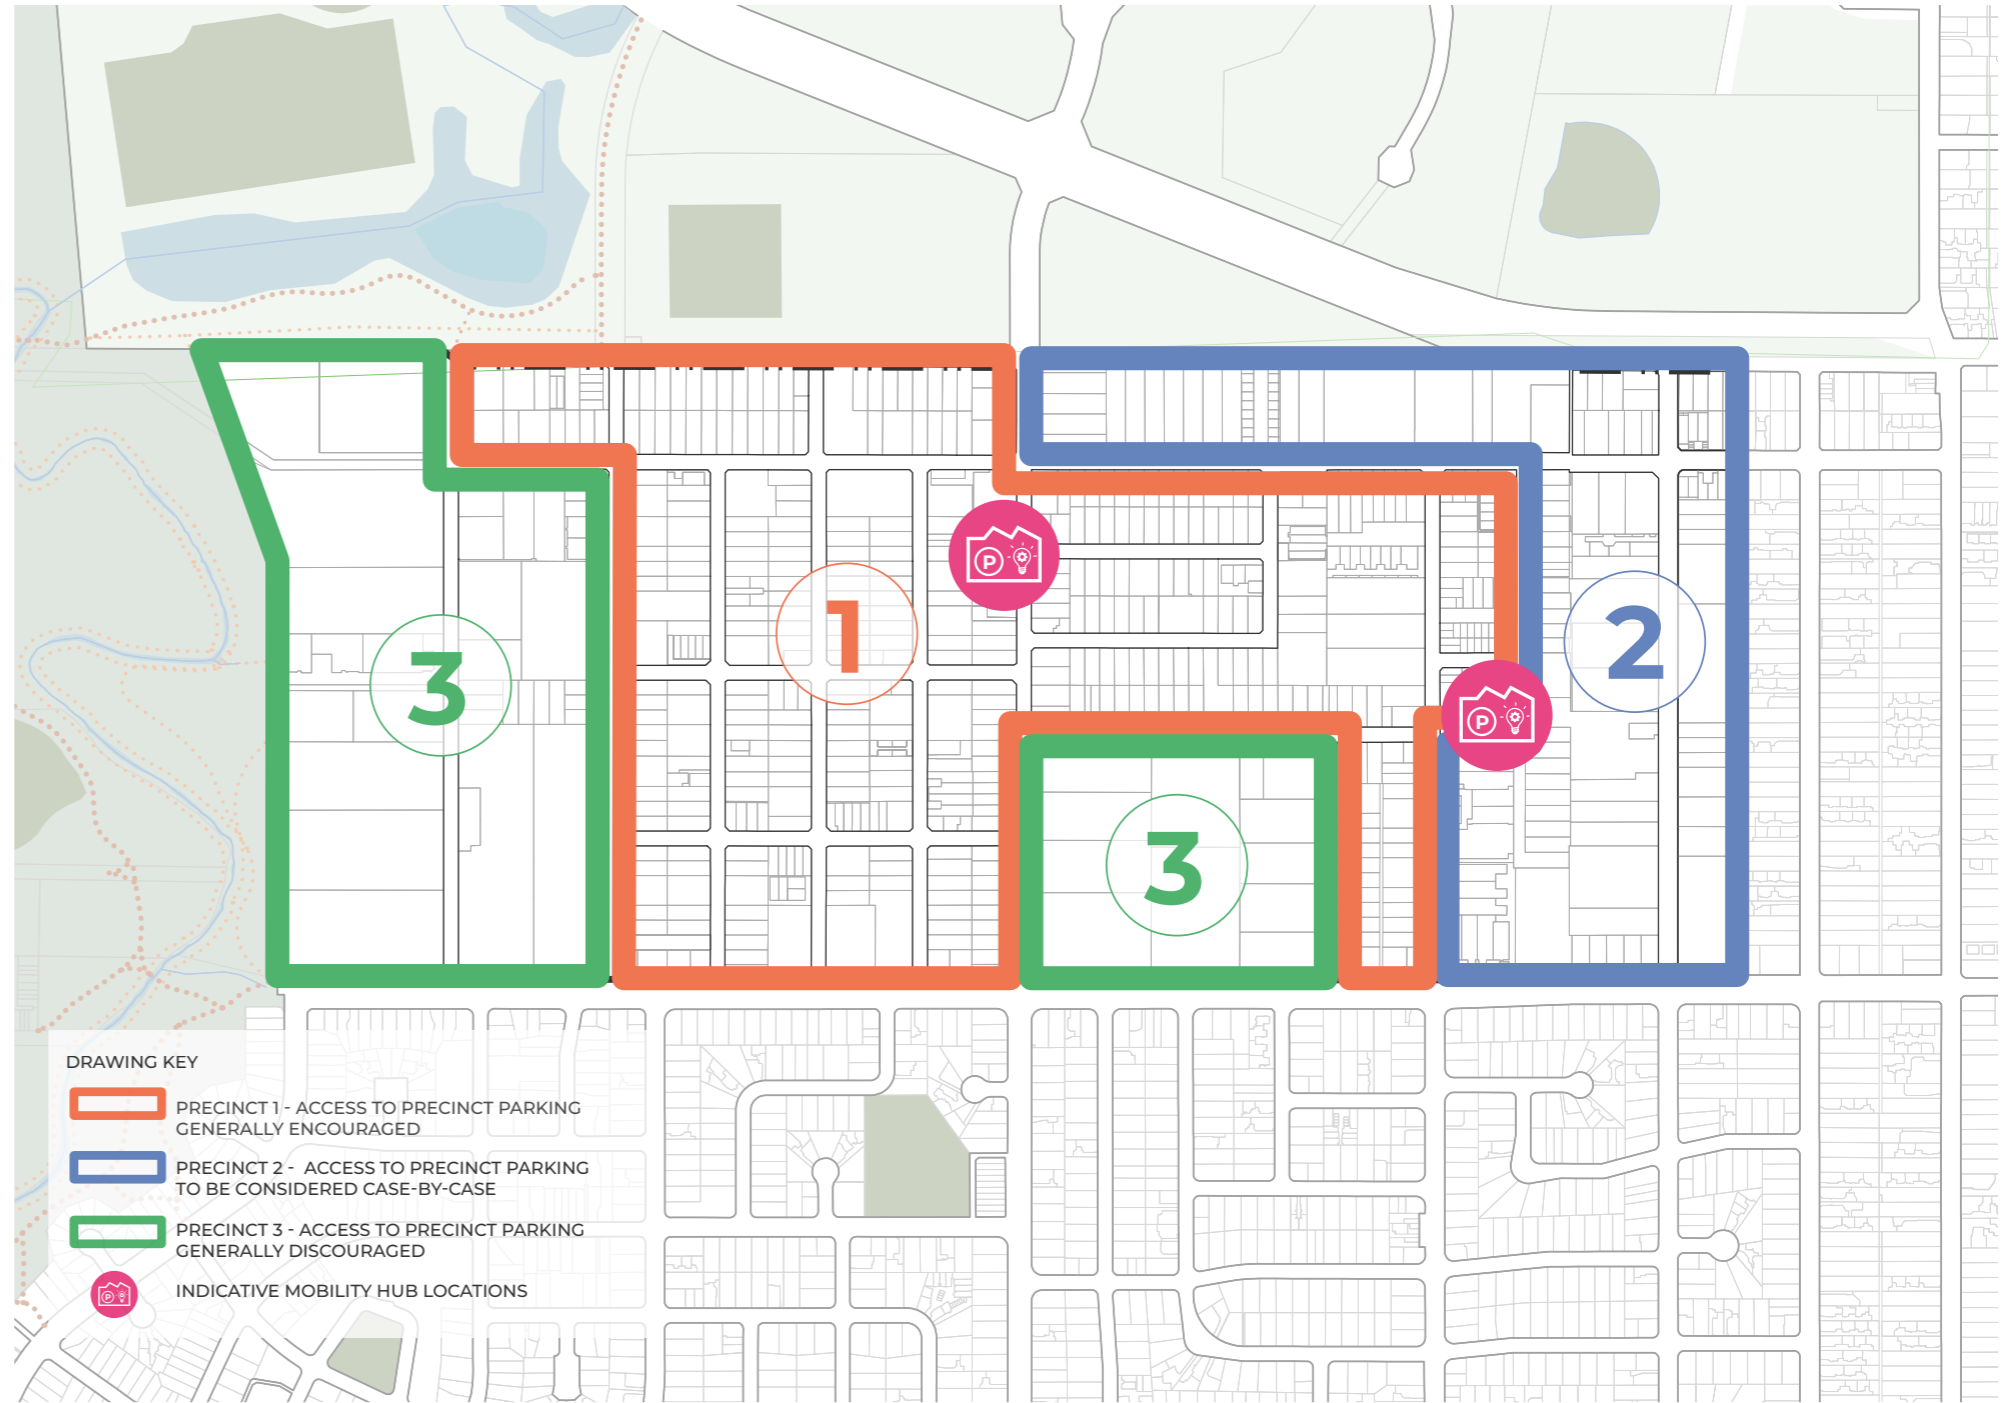 P
1
2
3
P
3
DRAWING KEY
PRECINCT 1 - ACCESS TO PRECINCT PARKING
GENERALLY ENCOURAGED
PRECINCT 2 - ACCESS TO PRECINCT PARKING
TO BE CONSIDERED CASE-BY-CASE
PRECINCT 3 - ACCESS TO PRECINCT PARKING
GENERALLY DISCOURAGED
P
INDICATIVE MOBILITY HUB LOCATIONS